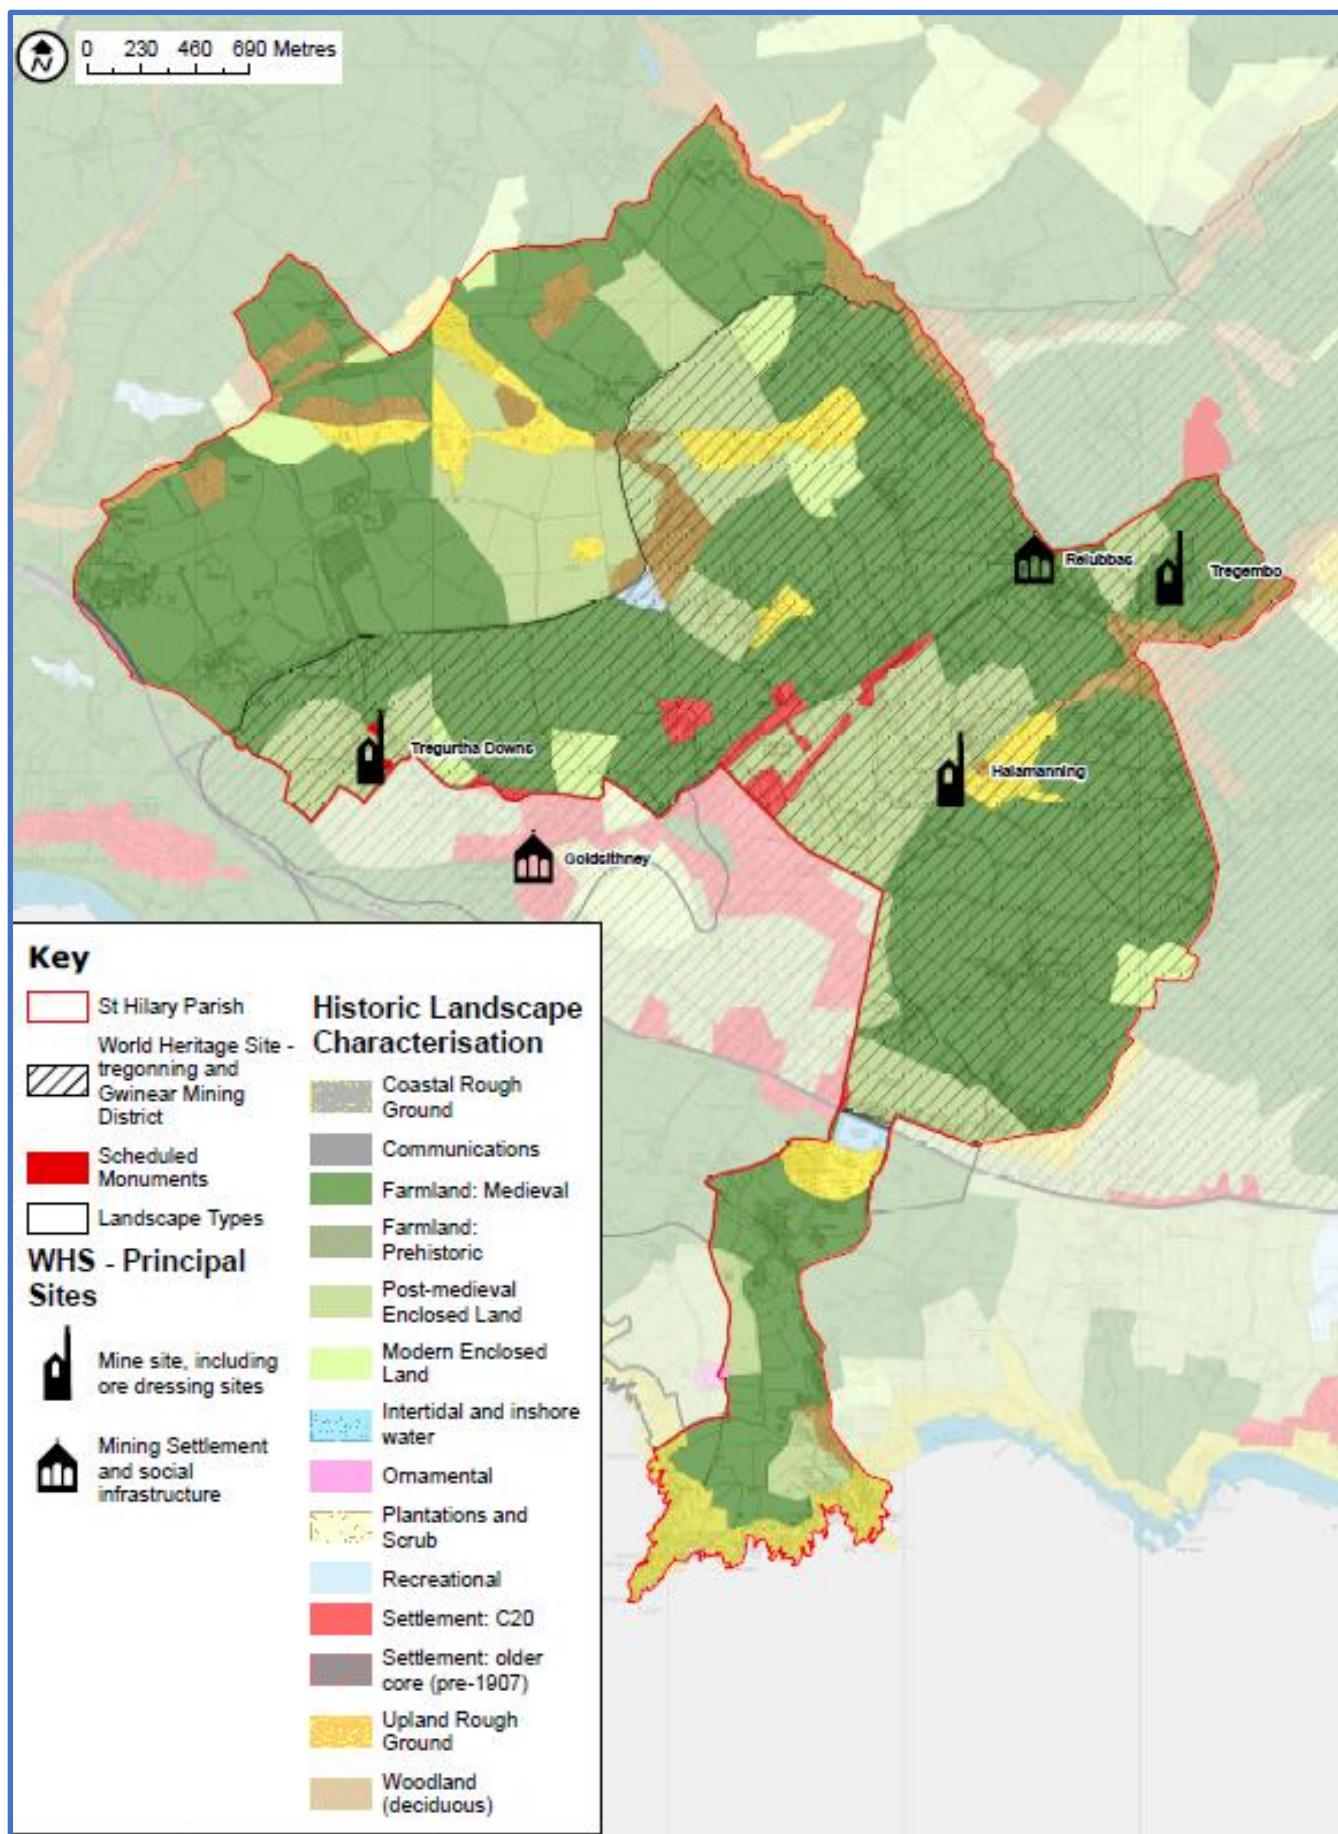 N
0 230 460 690 Metres
Relubbas
Tregembo
Tregurtha Downs
Halamanning
Goldsithney
Key
St Hilary Parish
World Heritage Site -
tregonning and
Gwinear Mining
District
Scheduled
Monuments
Landscape Types
WHS - Principal
Sites
Mine site, including
ore dressing sites
Mining Settlement
and social
infrastructure
Historic Landscape
Characterisation
Coastal Rough
Ground
Communications
Farmland: Medieval
Farmland:
Prehistoric
Post-medieval
Enclosed Land
Modern Enclosed
Land
Intertidal and inshore
water
Ornamental
Plantations and
Scrub
Recreational
Settlement: C20
Settlement: older
core (pre-1907)
Upland Rough
Ground
Woodland
(deciduous)